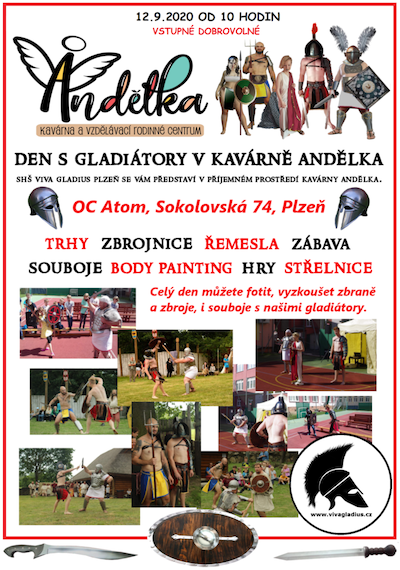 12.9.2020 OD 10 HODIN
VSTUPNÉ DOBROVOLNÉ
Andělka
KAVÁRNA A VZDĚLÁVACÍ RODINNÉ CENTRUM
DEN S GLADIÁTORY V KAVÁRNĚ ANDĚLKA
SHŠ VIVA GLADIUS PLZEŇ SE VÁM PŘEDSTAVÍ V PŘÍJEMNÉM PROSTŘEDÍ KAVÁRNY ANDĚLKA.
OC Atom, Sokolovská 74, Plzeň
TRHY ZBROJNICE ŘEMESLA ZÁBAVA
SOUBOJE BODY PAINTING HRY STŘELNICE
Celý den můžete fotit, vyzkoušet zbraně
a zbroje, i souboje s našimi gladiátory.
www.vivagladius.cz